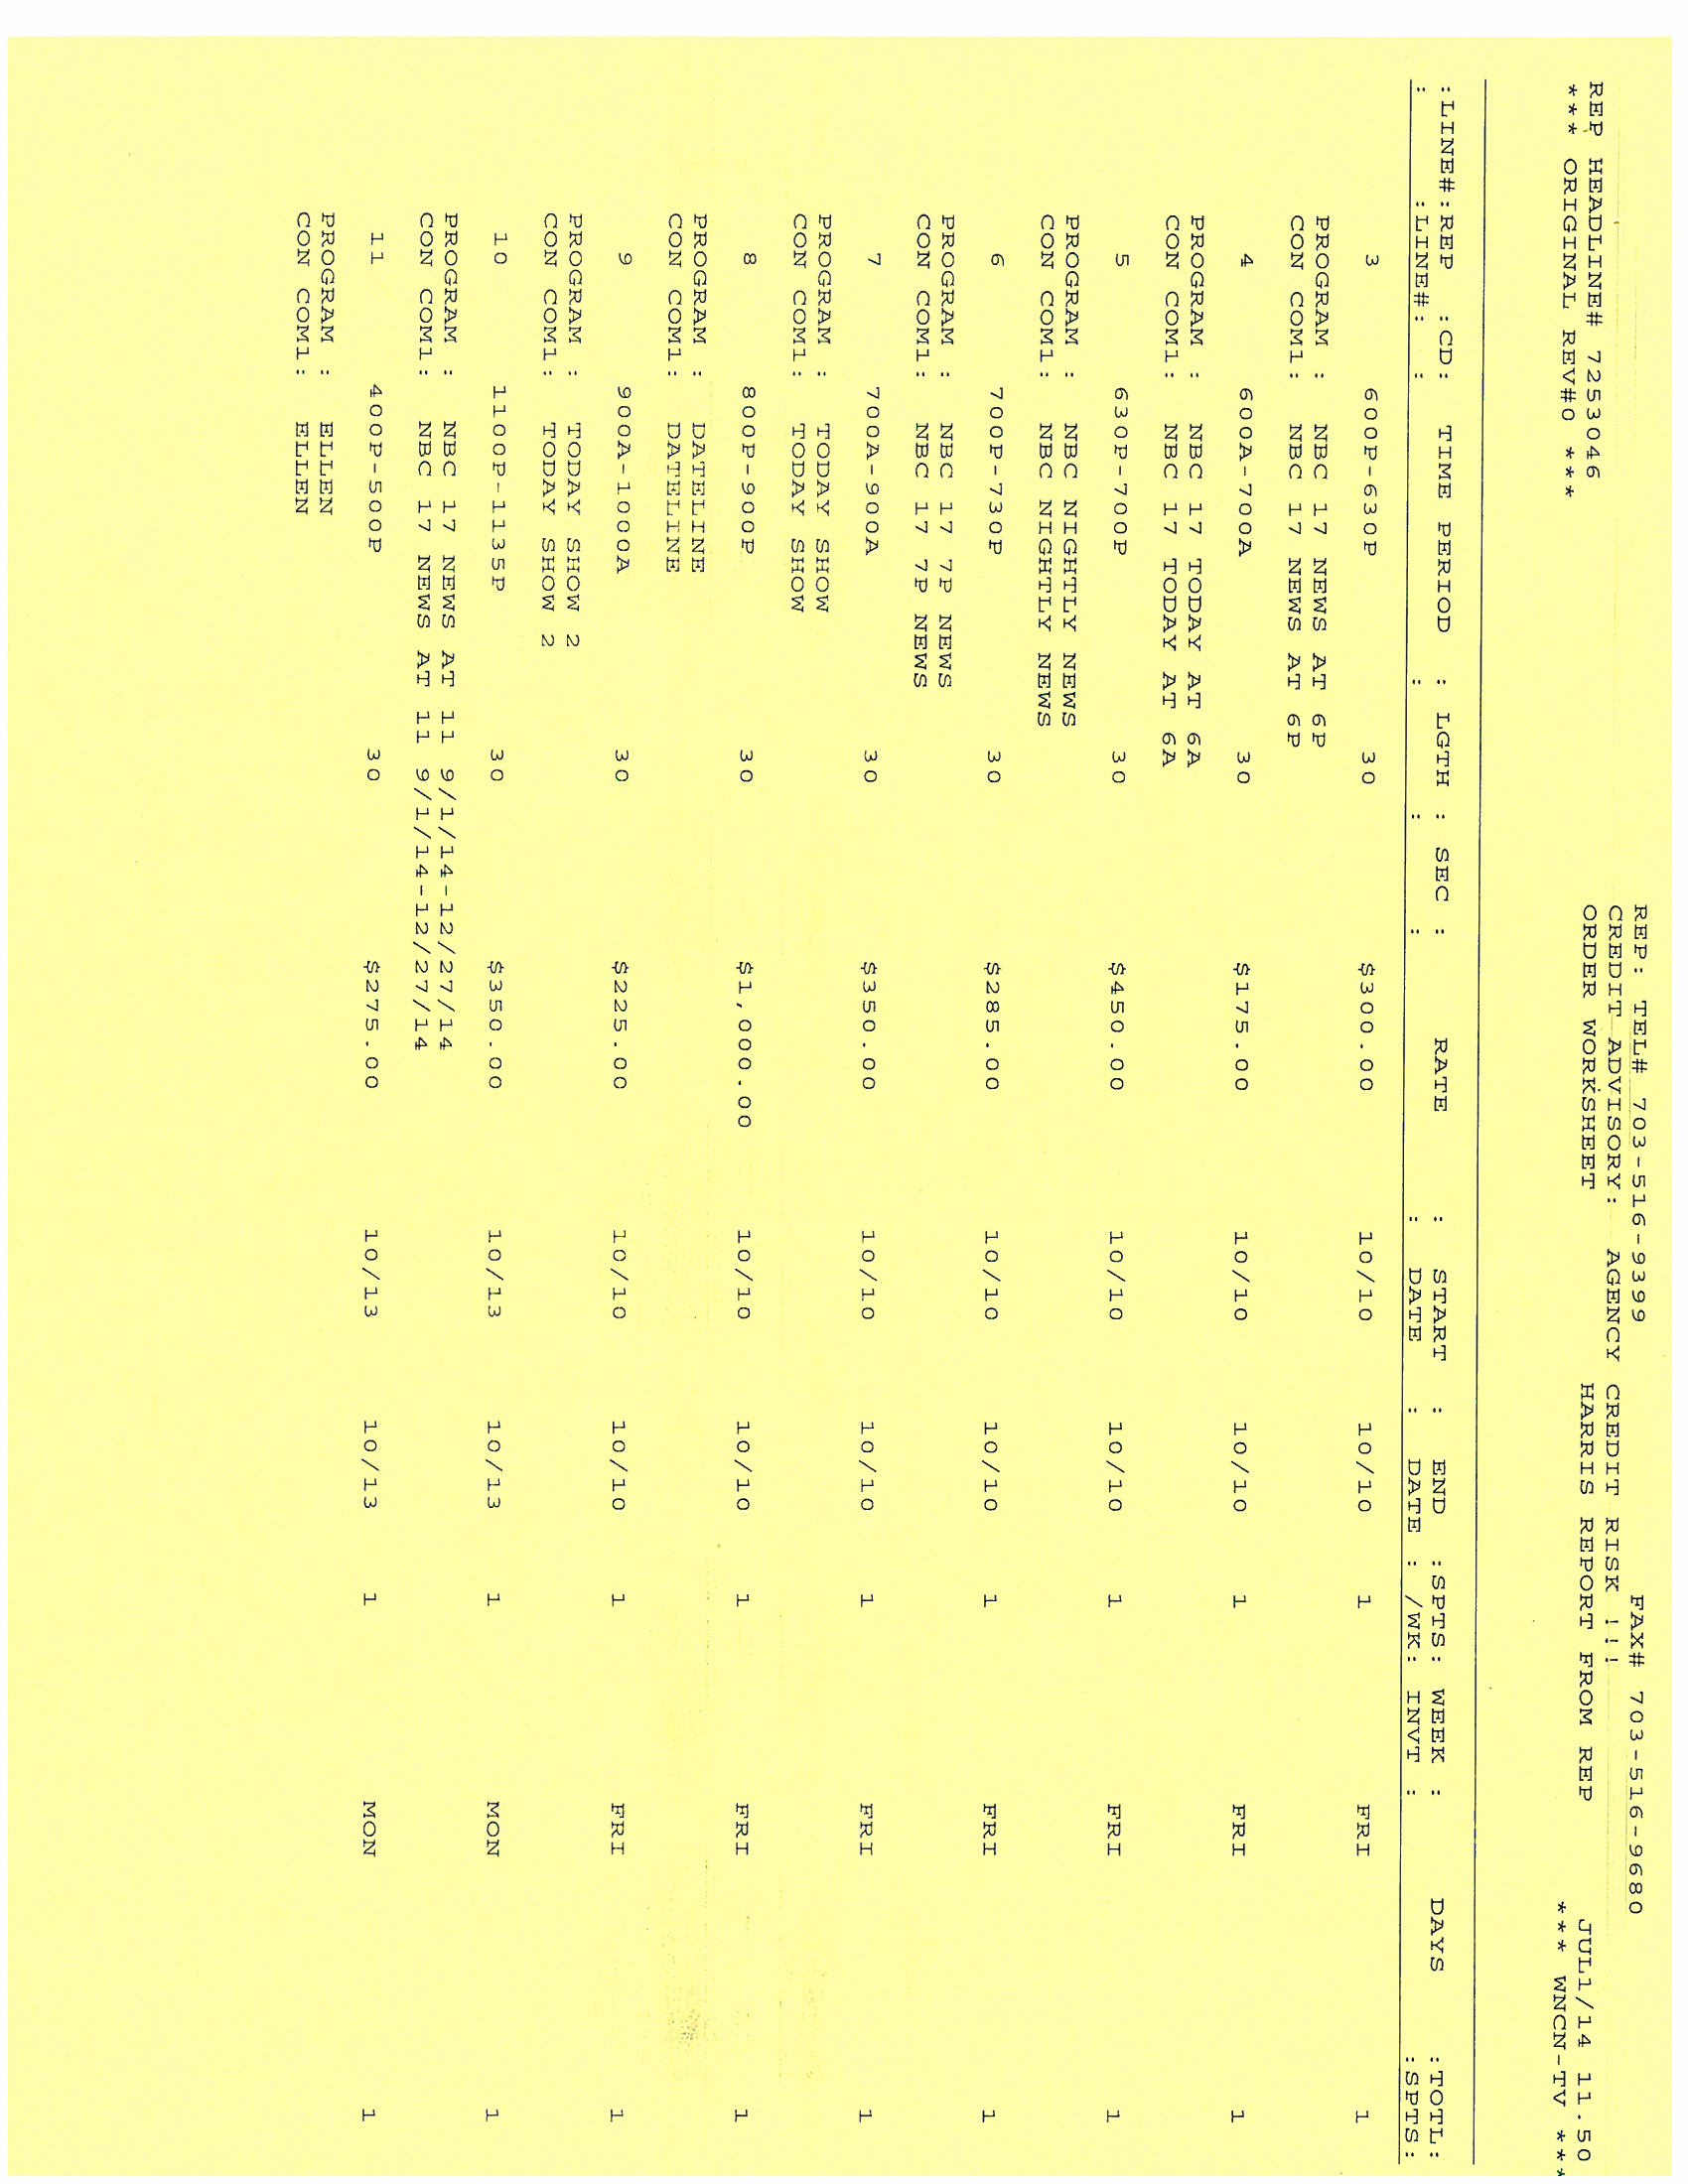 REP: TEL# 703-516-9399 FAX# 703-516-9680
CREDIT ADVISORY: AGENCY CREDIT RISK !!!
REP HEADLINE# 7253046 ORDER WORKSHEET HARRIS REPORT FROM REP JUL1/14 11.50
*** ORIGINAL REV#0 *** *** WNCN-TV ***
:LINE#:REP :CD: TIME PERIOD : LGTH : SEC : RATE : START : END :SPTS: WEEK : DAYS :TOTL:
: :LINE#: : : : : DATE : DATE : /WK: INVT : :SPTS:
3 600P-630P 30 $300.00 10/10 10/10 1 FRI 1
PROGRAM : NBC 17 NEWS AT 6P
CON COM1: NBC 17 NEWS AT 6P
4 600A-700A 30 $175.00 10/10 10/10 1 FRI 1
PROGRAM : NBC 17 TODAY AT 6A
CON COM1: NBC 17 TODAY AT 6A
5 630P-700P 30 $450.00 10/10 10/10 1 FRI 1
PROGRAM : NBC NIGHTLY NEWS
CON COM1: NBC NIGHTLY NEWS
6 700P-730P 30 $285.00 10/10 10/10 1 FRI 1
PROGRAM : NBC 17 7P NEWS
CON COM1: NBC 17 7P NEWS
7 700A-900A 30 $350.00 10/10 10/10 1 FRI 1
PROGRAM : TODAY SHOW
CON COM1: TODAY SHOW
8 800P-900P 30 $1,000.00 10/10 10/10 1 FRI 1
PROGRAM : DATELINE
CON COM1: DATELINE
9 900A-1000A 30 $225.00 10/10 10/10 1 FRI 1
PROGRAM : TODAY SHOW 2
CON COM1: TODAY SHOW 2
10 1100P-1135P 30 $350.00 10/13 10/13 1 MON 1
PROGRAM : NBC 17 NEWS AT 11 9/1/14-12/27/14
CON COM1: NBC 17 NEWS AT 11 9/1/14-12/27/14
11 400P-500P 30 $275.00 10/13 10/13 1 MON 1
PROGRAM : ELLEN
CON COM1: ELLEN